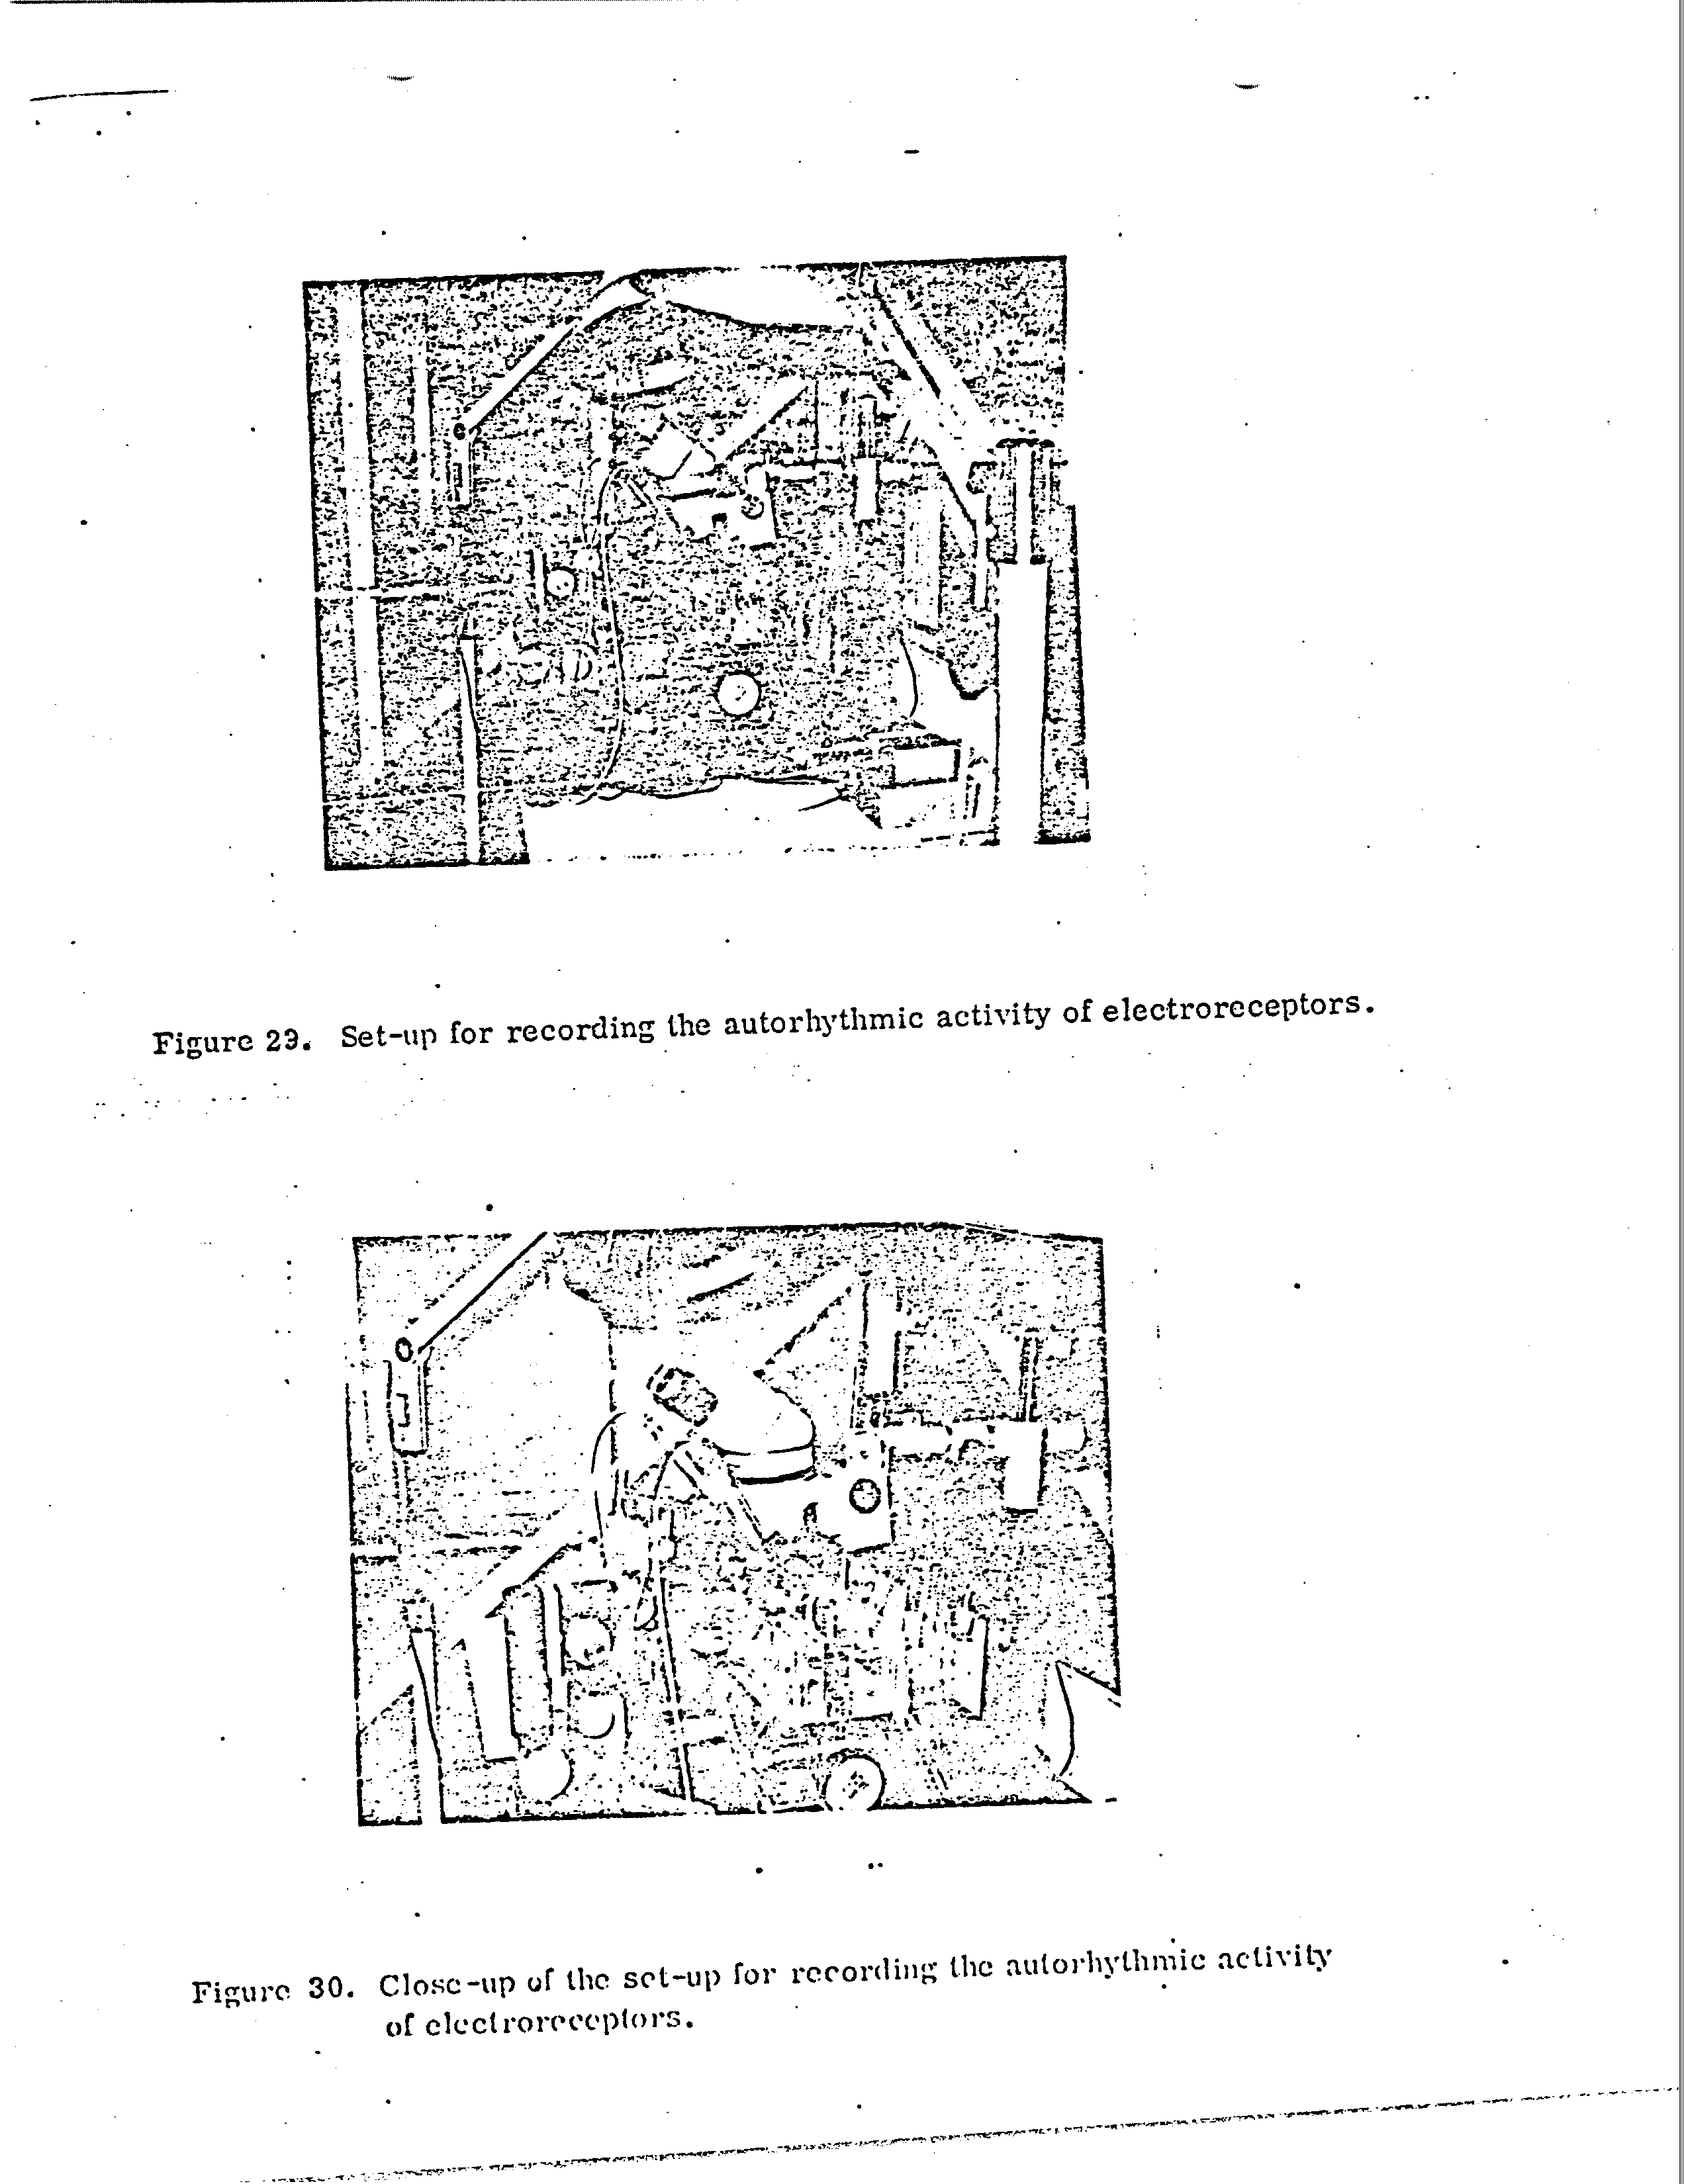 Figure 29. Set-up for recording the autorhythmic activity of electroreceptors.
Figure 30. Close-up of the set-up for recording the autorhythmic activity
of electroreceptors.